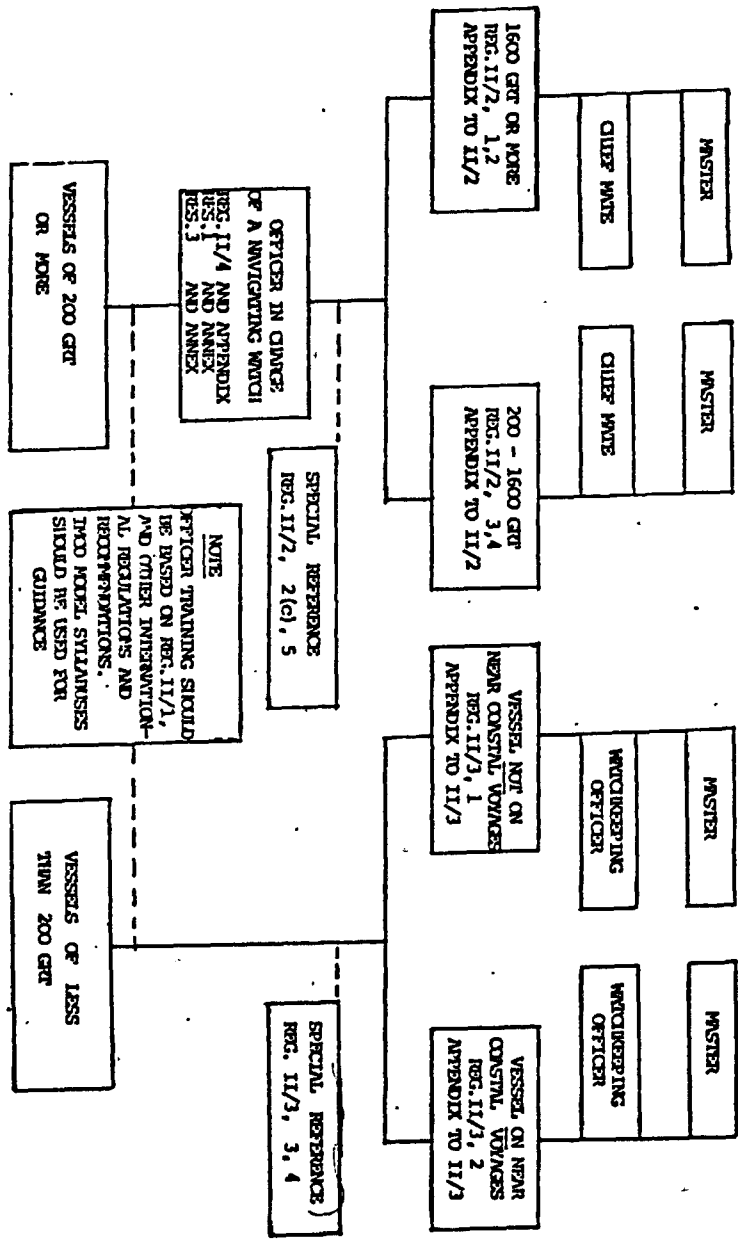 MASTER
MASTER
MASTER
MASTER
CHIEF MATE
CHIEF MATE
WATCHKEEPING
OFFICER
WATCHKEEPING
OFFICER
1600 GRT OR MORE
REG.II/2, 1,2
APPENDIX TO II/2
200 - 1600 GRT
REG.II/2, 3,4
APPENDIX TO II/2
VESSEL NOT ON
NEAR COASTAL VOYAGES
REG.II/3, 1
APPENDIX TO II/3
VESSEL ON NEAR
COASTAL VOYAGES
REG.II/3, 2
APPENDIX TO II/3
SPECIAL REFERENCE
REG.II/2, 2(c), 5
SPECIAL REFERENCE
REG. II/3, 3, 4
OFFICER IN CHARGE
OF A NAVIGATING WATCH
REG.II/4 AND APPENDIX
RES.1 AND ANNEX
RES.3 AND ANNEX
NOTE
OFFICER TRAINING SHOULD
BE BASED ON REG.II/1,
AND OTHER INTERNATION-
AL REGULATIONS AND
RECOMMENDATIONS.
IMCO MODEL SYLLABUSES
SHOULD BE USED FOR
GUIDANCE
VESSELS OF 200 GRT
OR MORE
VESSELS OF LESS
THAN 200 GRT